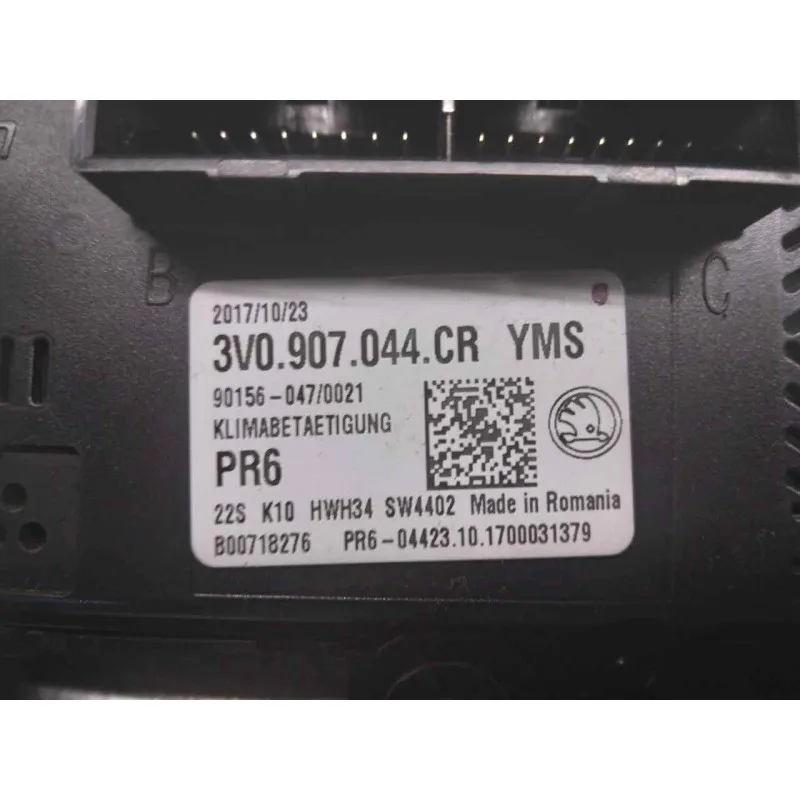 B
C
2017/10/23
3V0.907.044.CR YMS
90156-047/0021
KLIMABETAETIGUNG
PR6
22S K10 HWH34 SW4402 Made in Romania
B00718276 PR6-04423.10.1700031379